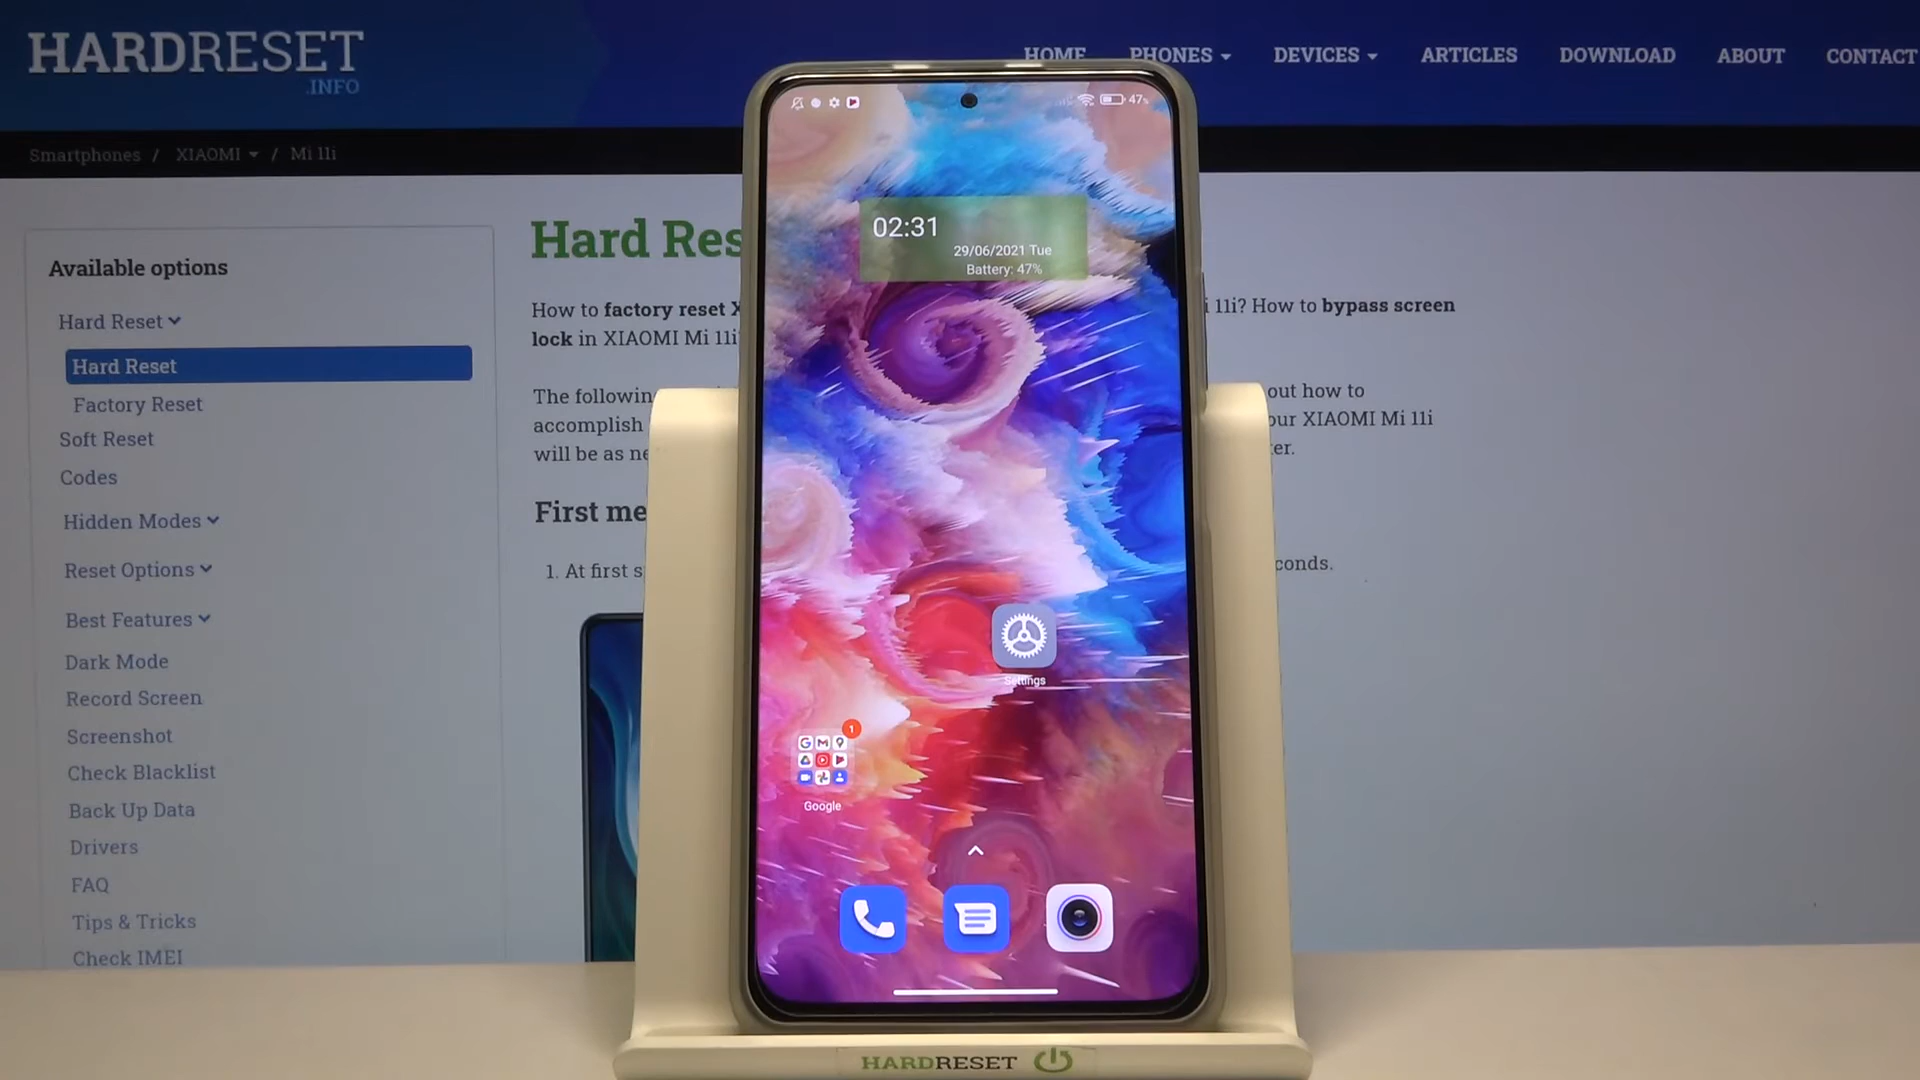 HARDRESET
.INFO
HOME PHONES DEVICES ARTICLES DOWNLOAD ABOUT CONTACT
Smartphones / XIAOMI / Mi 11i
Available options
Hard Reset
Hard Reset
Factory Reset
Soft Reset
Codes
Hidden Modes
Reset Options
Best Features
Dark Mode
Record Screen
Screenshot
Check Blacklist
Back Up Data
Drivers
FAQ
Tips & Tricks
Check IMEI
Hard Res
How to factory reset X i 11i? How to bypass screen
lock in XIAOMI Mi 11i
The followin out how to
accomplish our XIAOMI Mi 11i
will be as ne er.
First me
1. At first s conds.
47%
02:31
29/06/2021 Tue
Battery: 47%
Settings
1
Google
HARDRESET